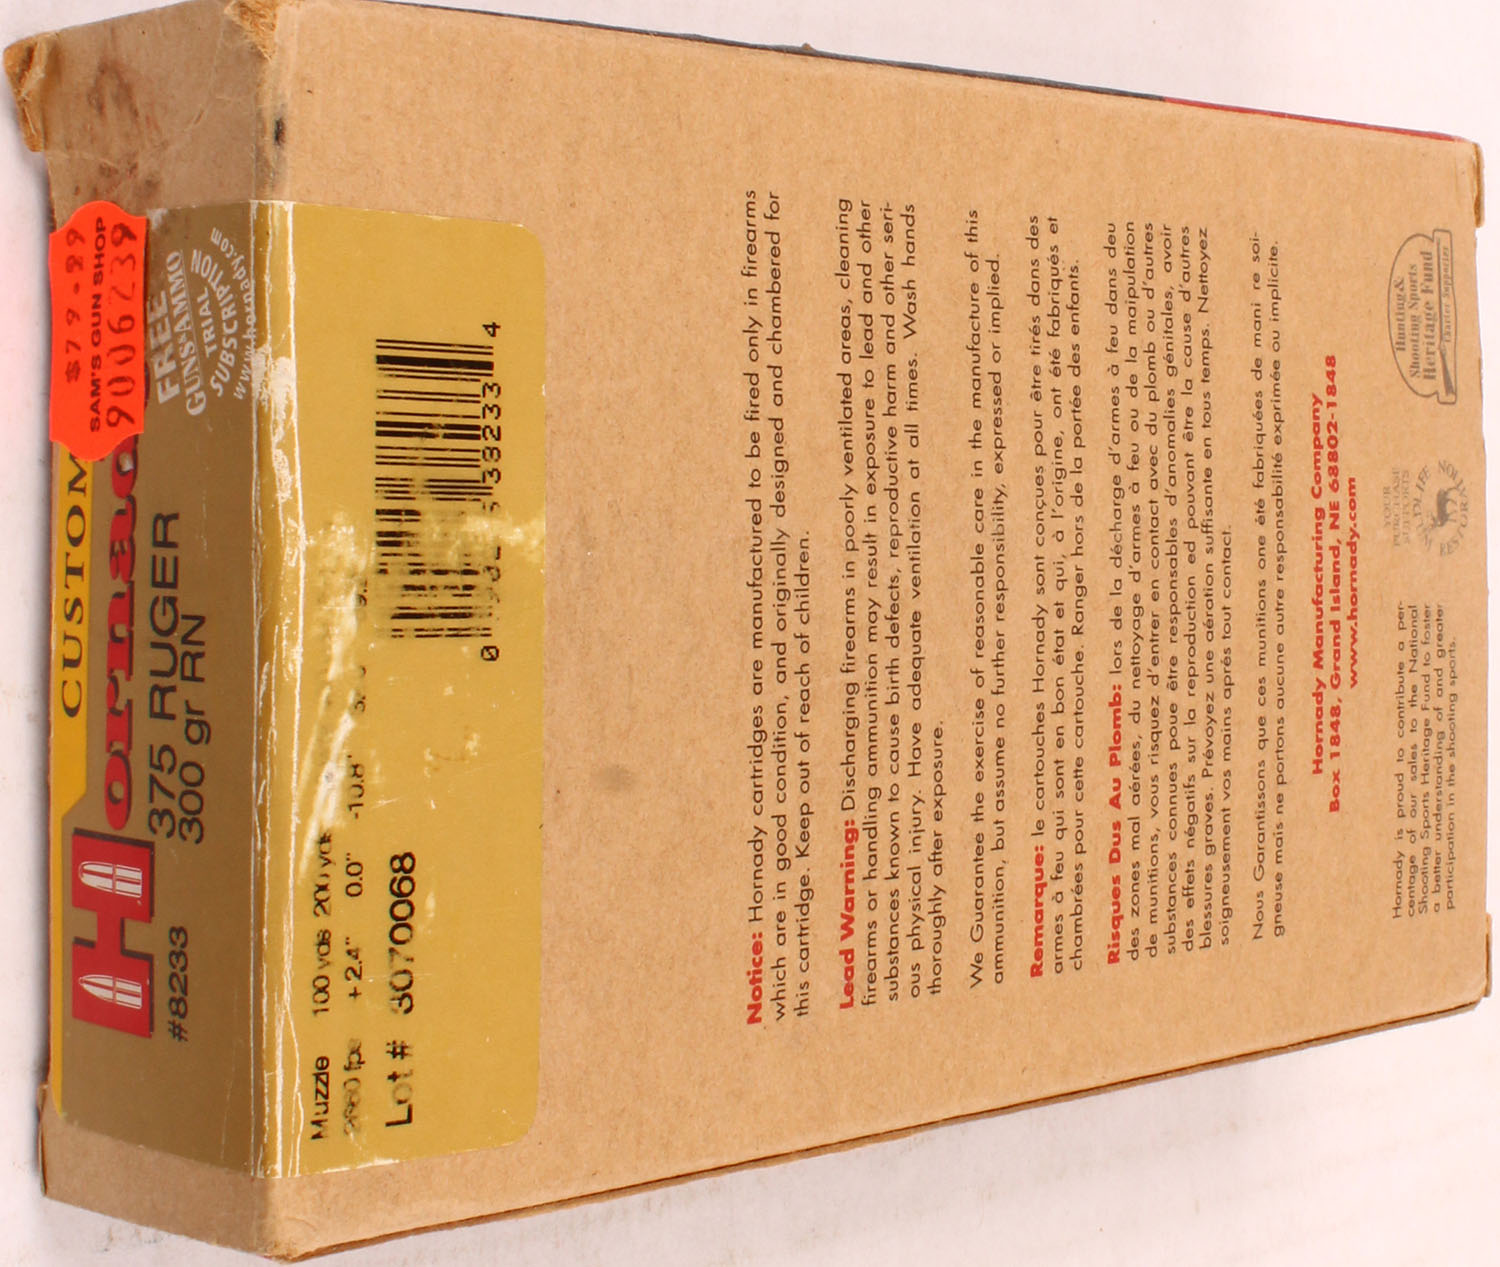 $79.99
SAM'S GUN SHOP
9006239
CUSTOM
Horna
375 RUGER
300 gr RN
#8233
FREE
GUNS & AMMO
TRIAL
SUBSCRIPTION
www.hornady.com
Muzzle 100 yds 200 yds
fps +2.4" 0.0" -10.8'
Lot # 3070068
38233 4
Notice: Hornady cartridges are manufactured to be fired only in firearms
which are in good condition, and originally designed and chambered for
this cartridge. Keep out of reach of children.
Lead Warning: Discharging firearms in poorly ventilated areas, cleaning
firearms or handling ammunition may result in exposure to lead and other
substances known to cause birth defects, reproductive harm and other seri-
ous physical injury. Have adequate ventilation at all times. Wash hands
thoroughly after exposure.
We Guarantee the exercise of reasonable care in the manufacture of this
ammunition, but assume no further responsibility, expressed or implied.
Remarque: le cartouches Hornady sont conçues pour être tirés dans des
armes à feu qui sont en bon état et qui, à l'origine, ont été fabriqués et
chambrées pour cette cartouche. Ranger hors de la portée des enfants.
Risques Dus Au Plomb: lors de la décharge d'armes à feu dans deu
des zones mal aérées, du nettoyage d'armes à feu ou de la maipulation
de munitions, vous risquez d'entrer en contact avec du plomb ou d'autres
substances connues poue être responsables d'anomalies génitales, avoir
des effets négatifs sur la reproduction ed pouvant être la cause d'autres
blessures graves. Prévoyez une aération suffisante en tous temps. Nettoyez
soigneusement vos mains aprés tout contact.
Nous Garantissons que ces munitions one été fabriquées de mani re soi-
gneuse mais ne portons aucune autre responsabilité exprimée ou implicite.
Hornady Manufacturing Company
Box 1848, Grand Island, NE 68802-1848
www.hornady.com
Hornady is proud to contribute a per-
centage of our sales to the National
Shooting Sports Heritage Fund to foster
a better understanding of and greater
participation in the shooting sports.
YOUR
PURCHASE
SUPPORTS
Hunting &
Shooting Sports
Heritage Fund
Charter Supporter